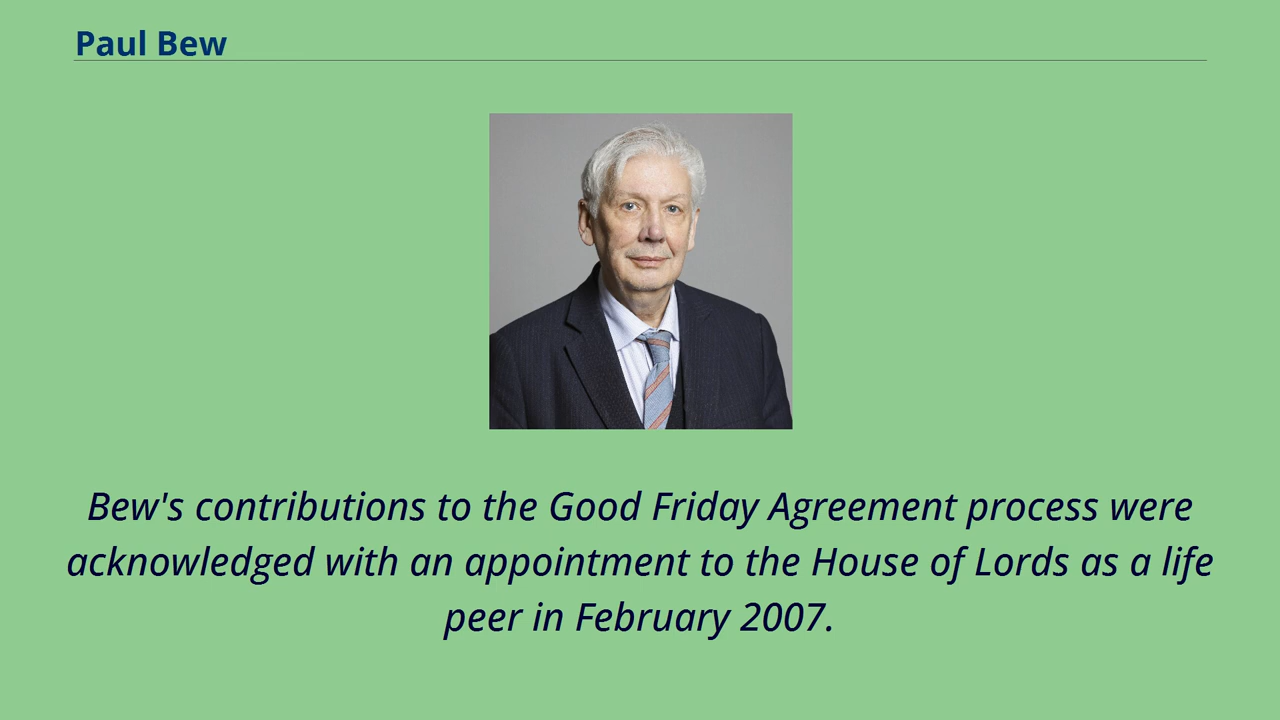 Paul Bew
Bew's contributions to the Good Friday Agreement process were
acknowledged with an appointment to the House of Lords as a life
peer in February 2007.